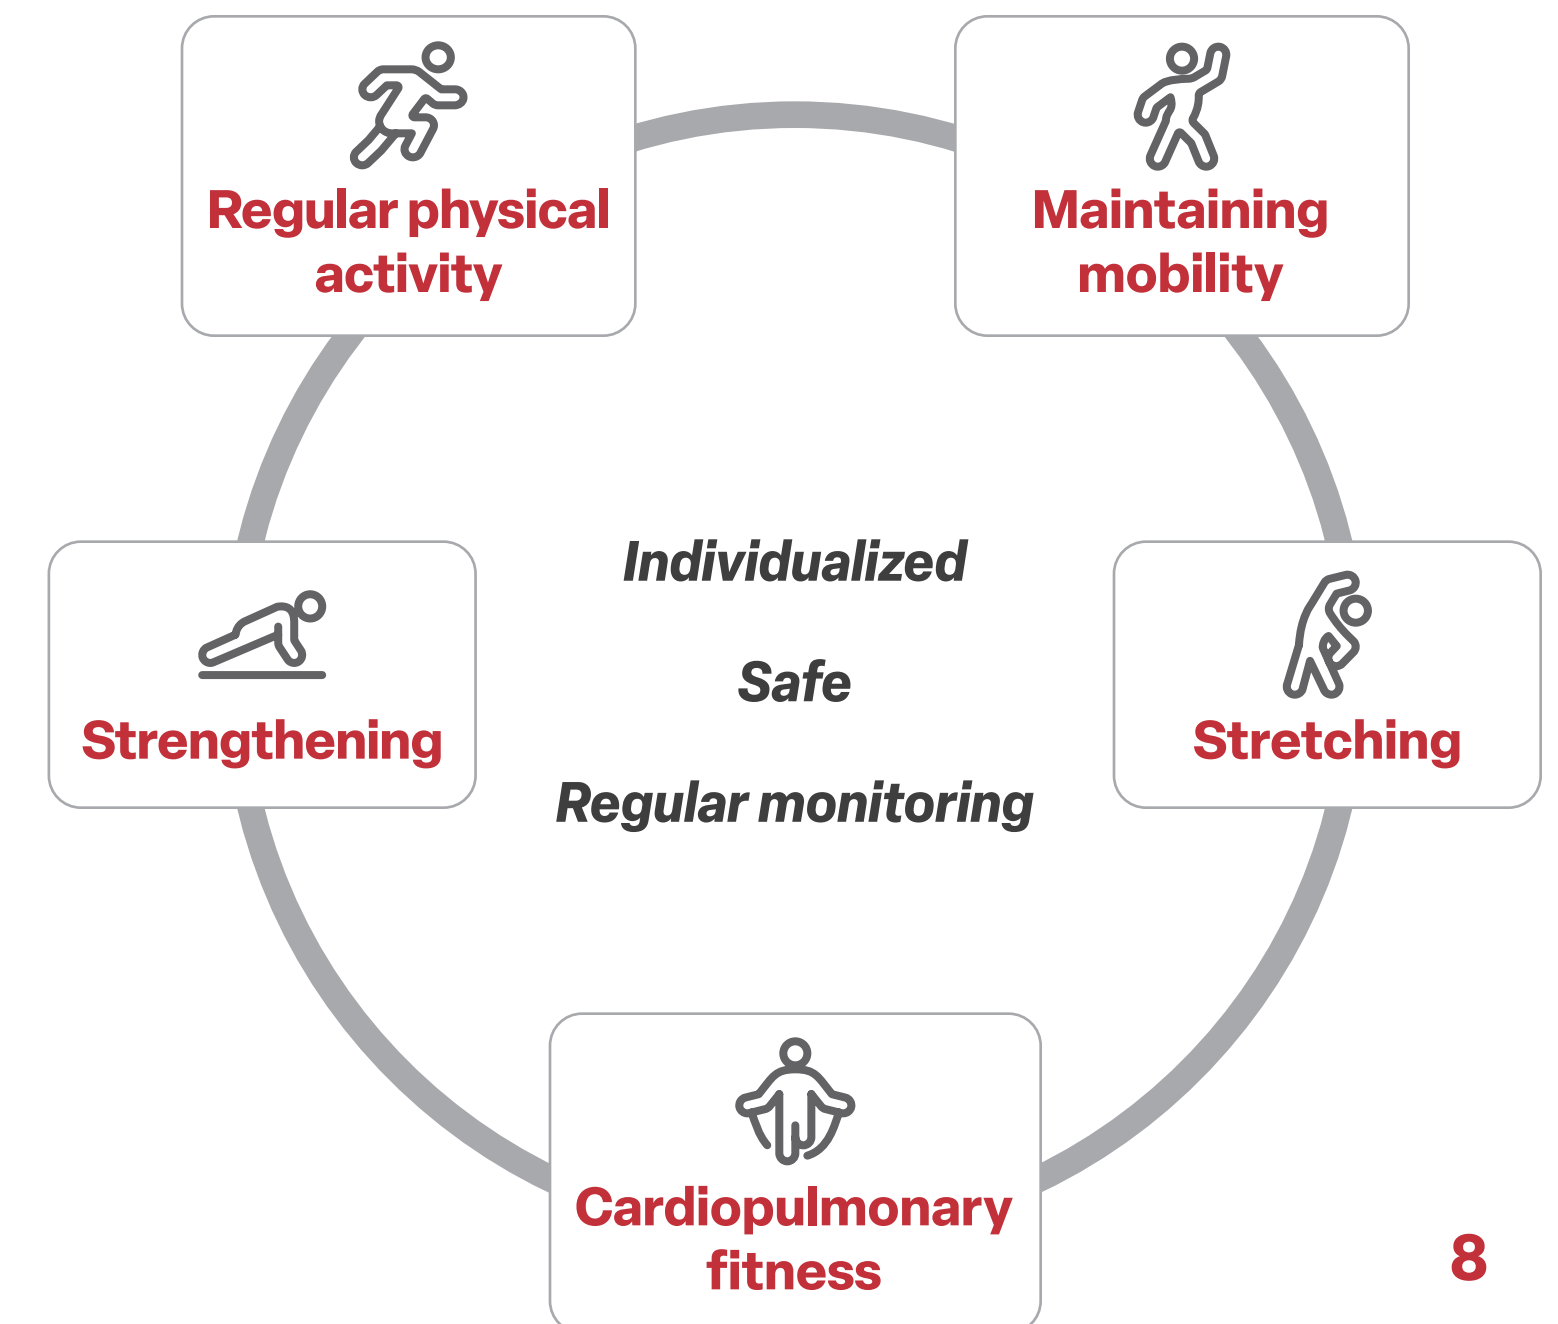 Regular physical
activity
Maintaining
mobility
Individualized
Safe
Regular monitoring
Strengthening
Stretching
Cardiopulmonary
fitness
8